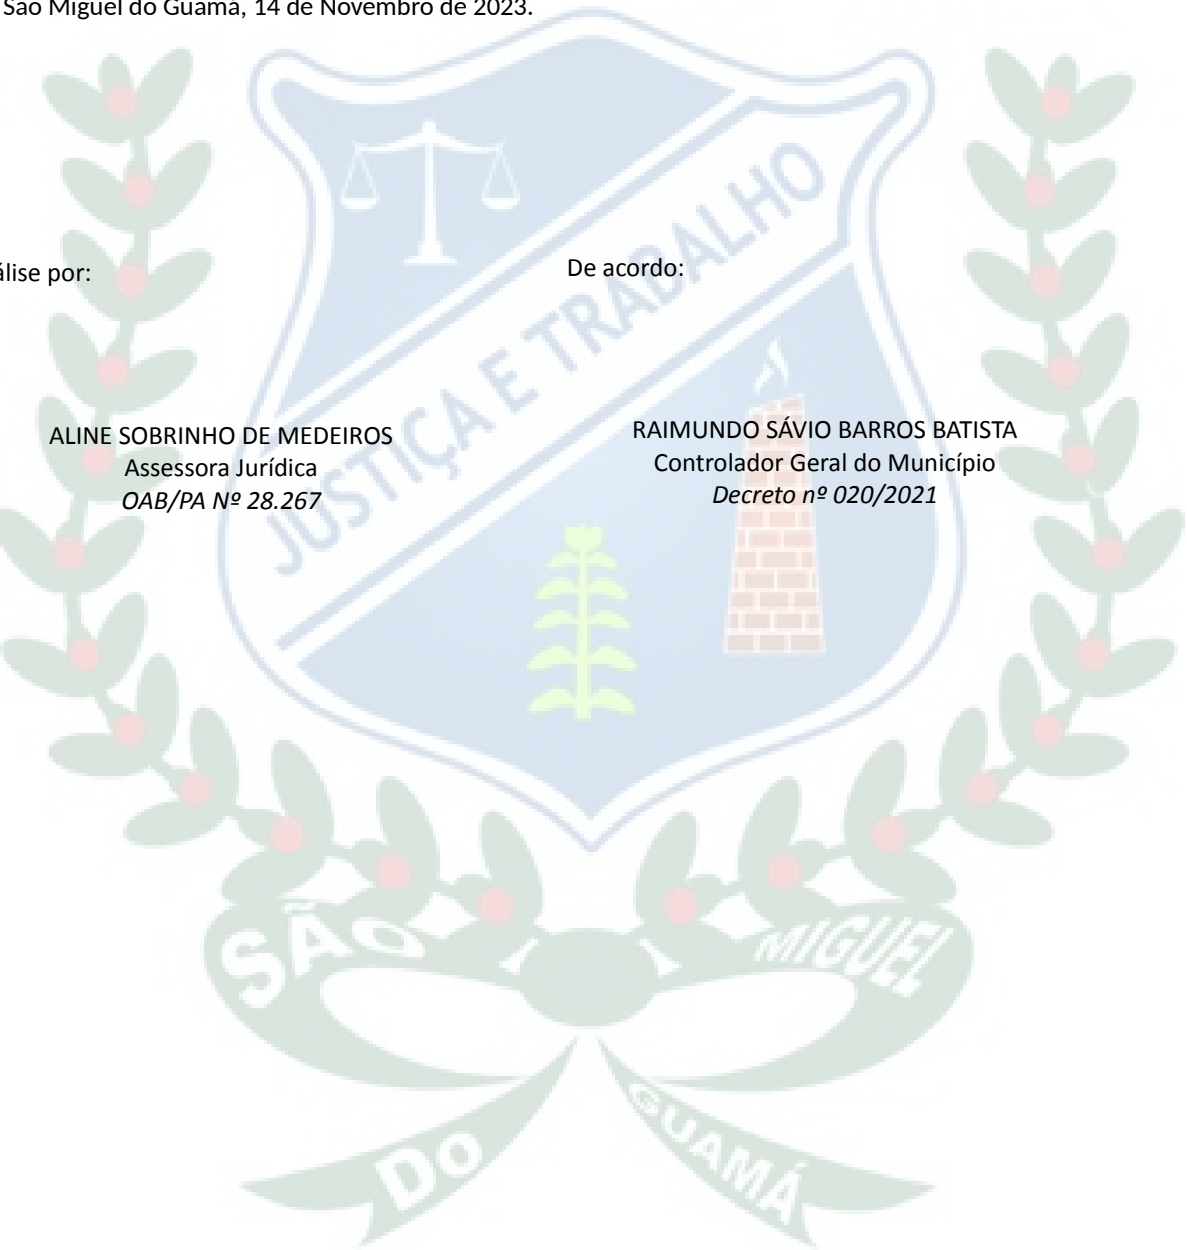 São Miguel do Guamá, 14 de Novembro de 2023.
álise por:
De acordo:
ALINE SOBRINHO DE MEDEIROS
Assessora Jurídica
OAB/PA Nº 28.267
RAIMUNDO SÁVIO BARROS BATISTA
Controlador Geral do Município
Decreto nº 020/2021
JUSTIÇA E TRABALHO
SÃO
MIGUEL
DO
GUAMÁ